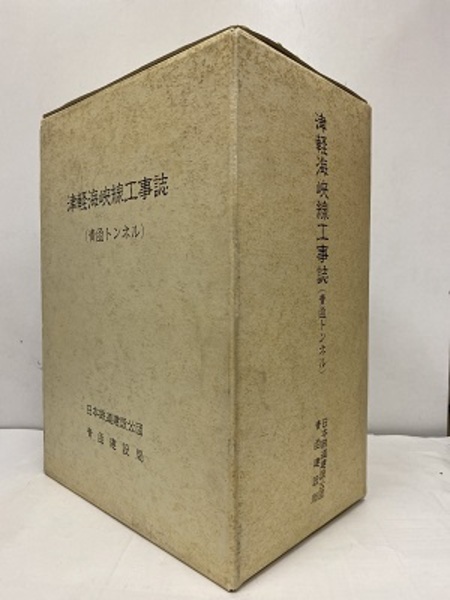 津軽海峡線工事誌
(青函トンネル)
日本鉄道建設公団
青函建設局
津軽海峡線工事誌(青函トンネル)
日本鉄道建設公団
青函建設局